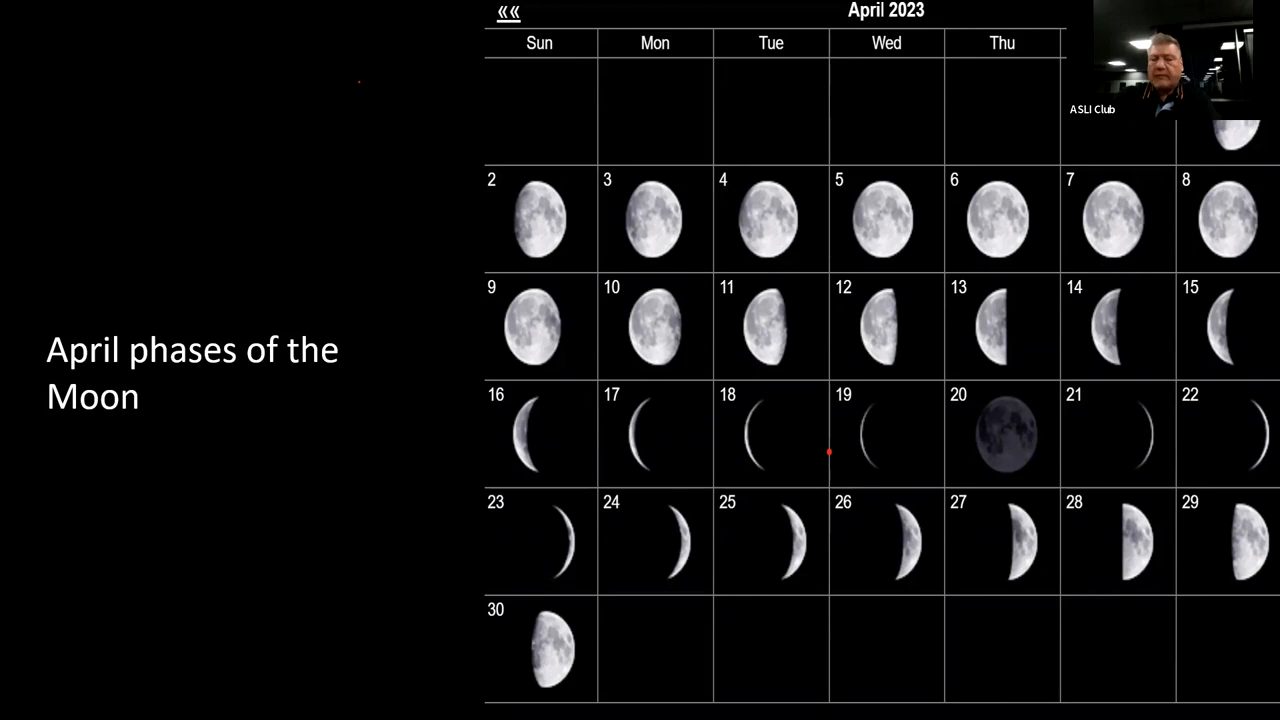 ««
April 2023
Sun Mon Tue Wed Thu
ASLI Club
2 3 4 5 6 7 8
9 10 11 12 13 14 15
April phases of the
Moon
16 17 18 19 20 21 22
23 24 25 26 27 28 29
30